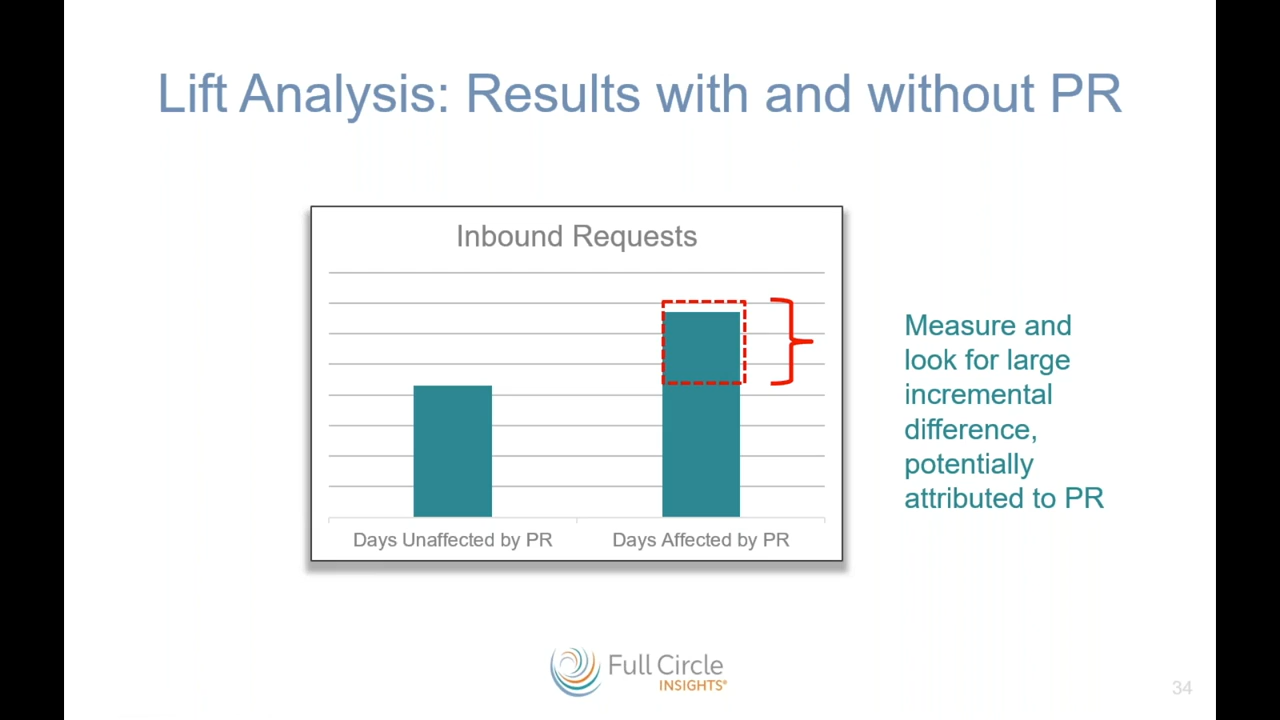 Lift Analysis: Results with and without PR
Inbound Requests
Measure and
look for large
incremental
difference,
potentially
attributed to PR
Days Unaffected by PR
Days Affected by PR
Full Circle
INSIGHTS®
34